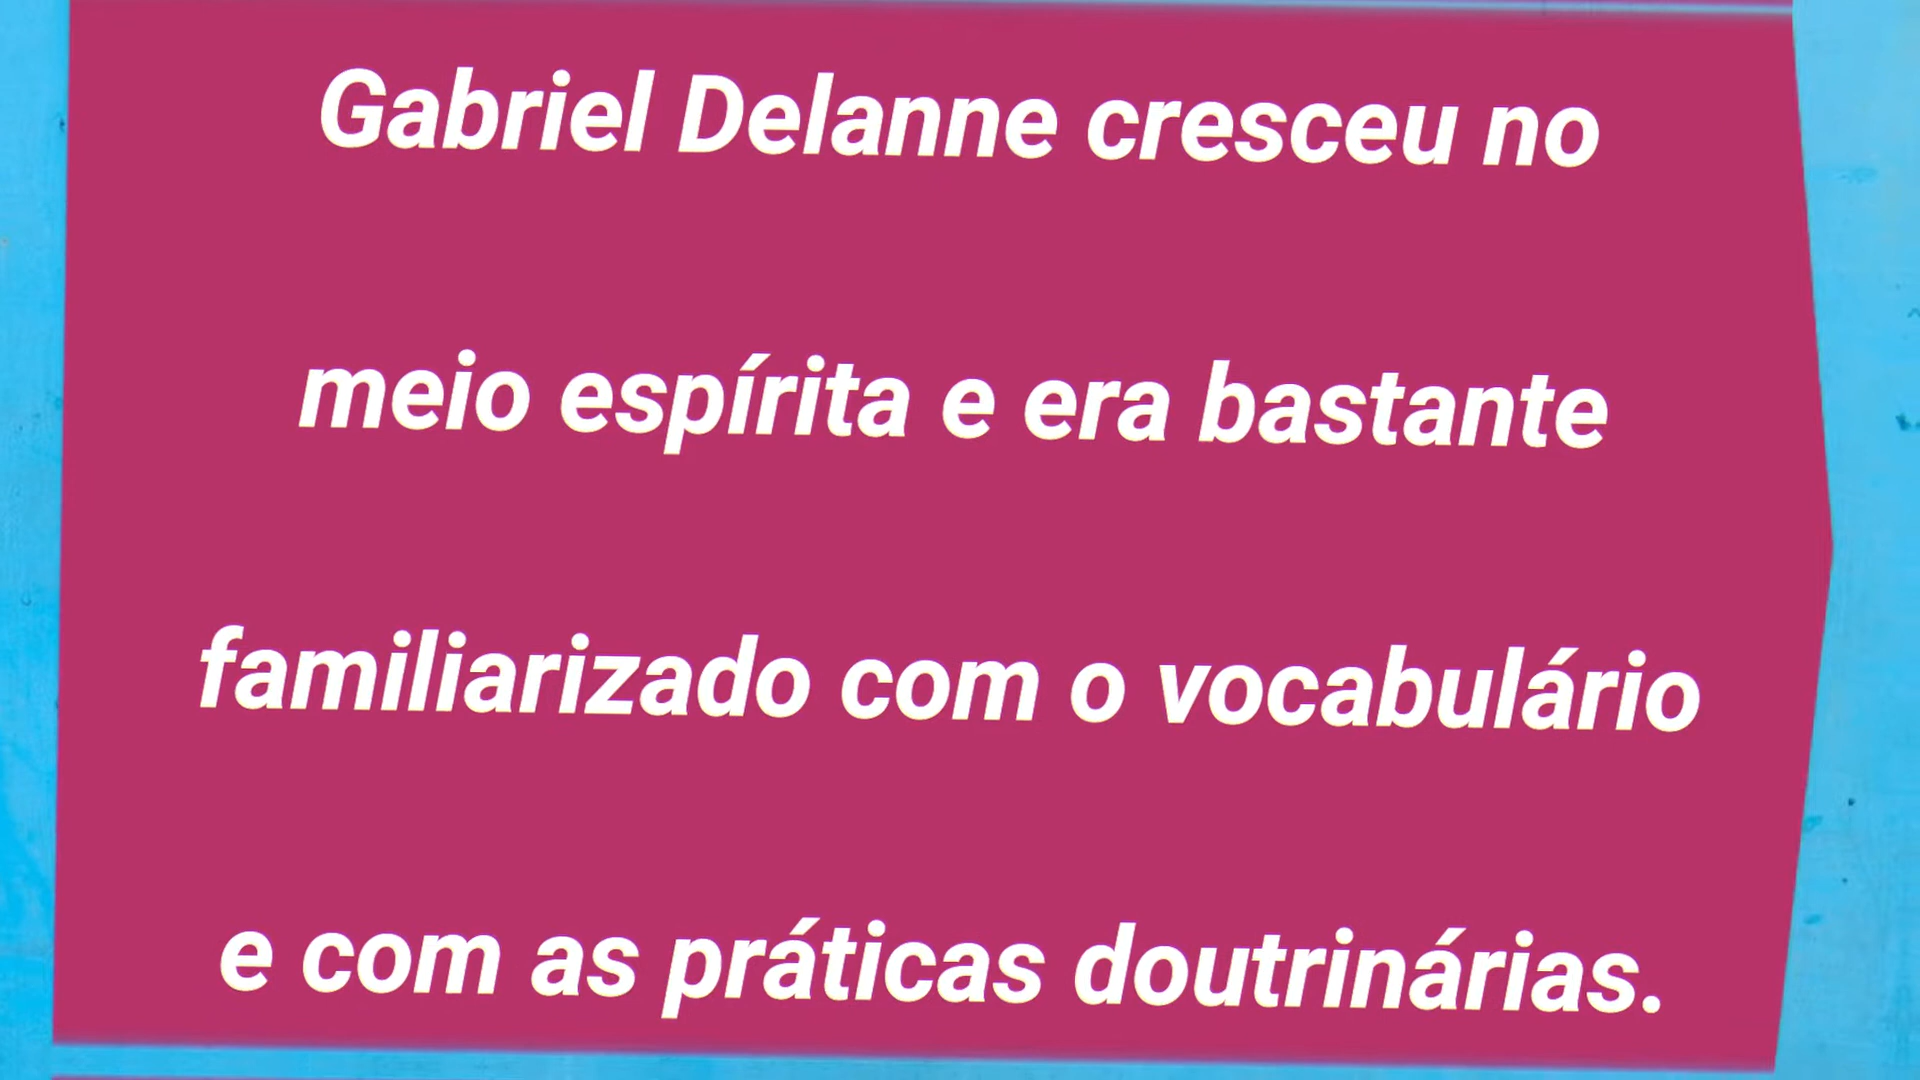 Gabriel Delanne cresceu no
meio espírita e era bastante
familiarizado com o vocabulário
e com as práticas doutrinárias.